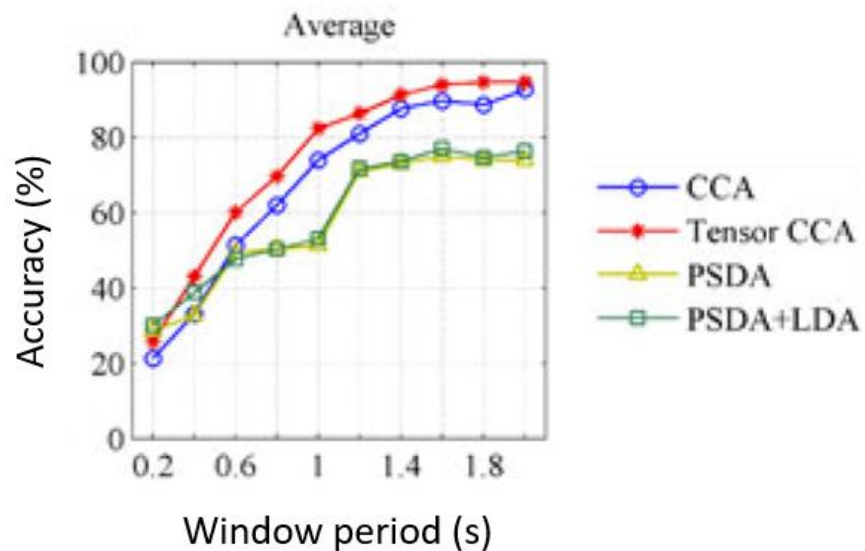 Average
100
80
60
40
20
0
0.2 0.6 1 1.4 1.8
Accuracy (%)
Window period (s)
CCA
Tensor CCA
PSDA
PSDA+LDA